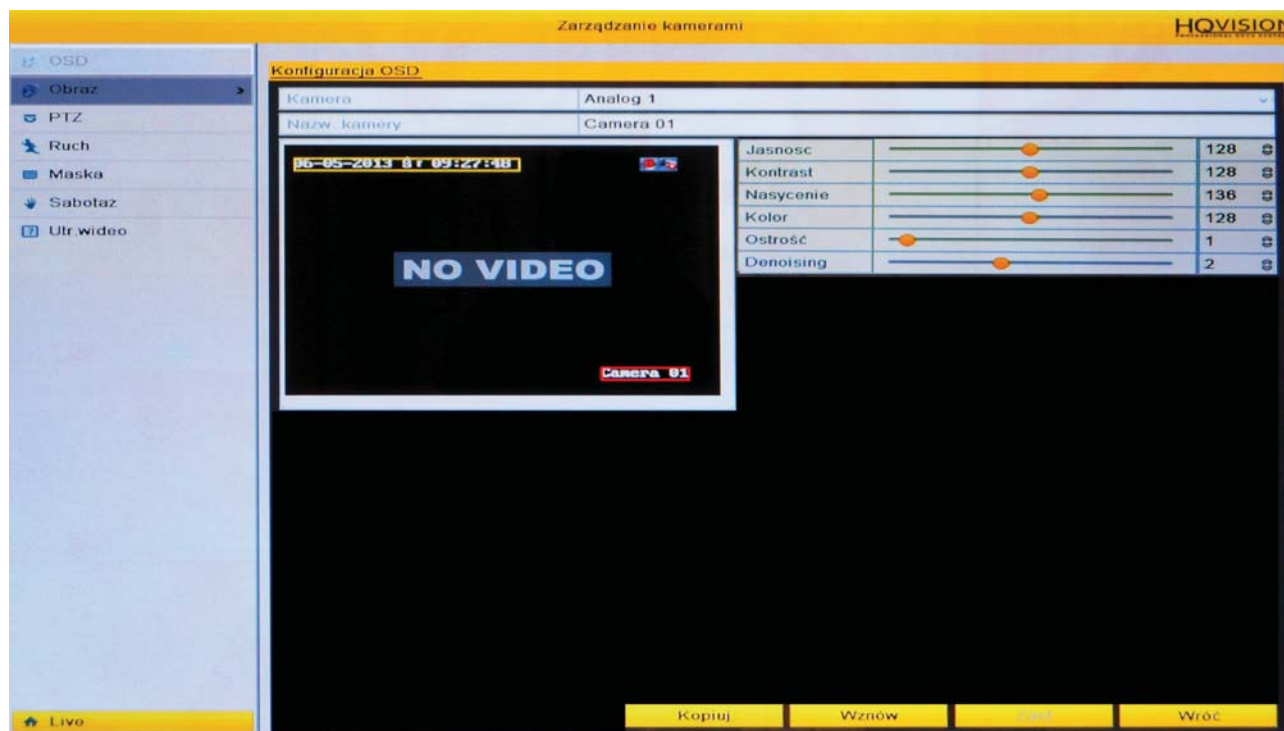 Zarządzanie kamerami
HQVISION
OSD
Obraz
PTZ
Ruch
Maska
Sabotaż
Utr.wideo
Live
Konfiguracja OSD
Kamera Analog 1
Nazw. kamery Camera 01
06-05-2013 09:27:48
NO VIDEO
Camera 01
Jasnosc 128
Kontrast 128
Nasycenie 136
Kolor 128
Ostrość 1
Denoising 2
Kopiuj Wznów Wróć